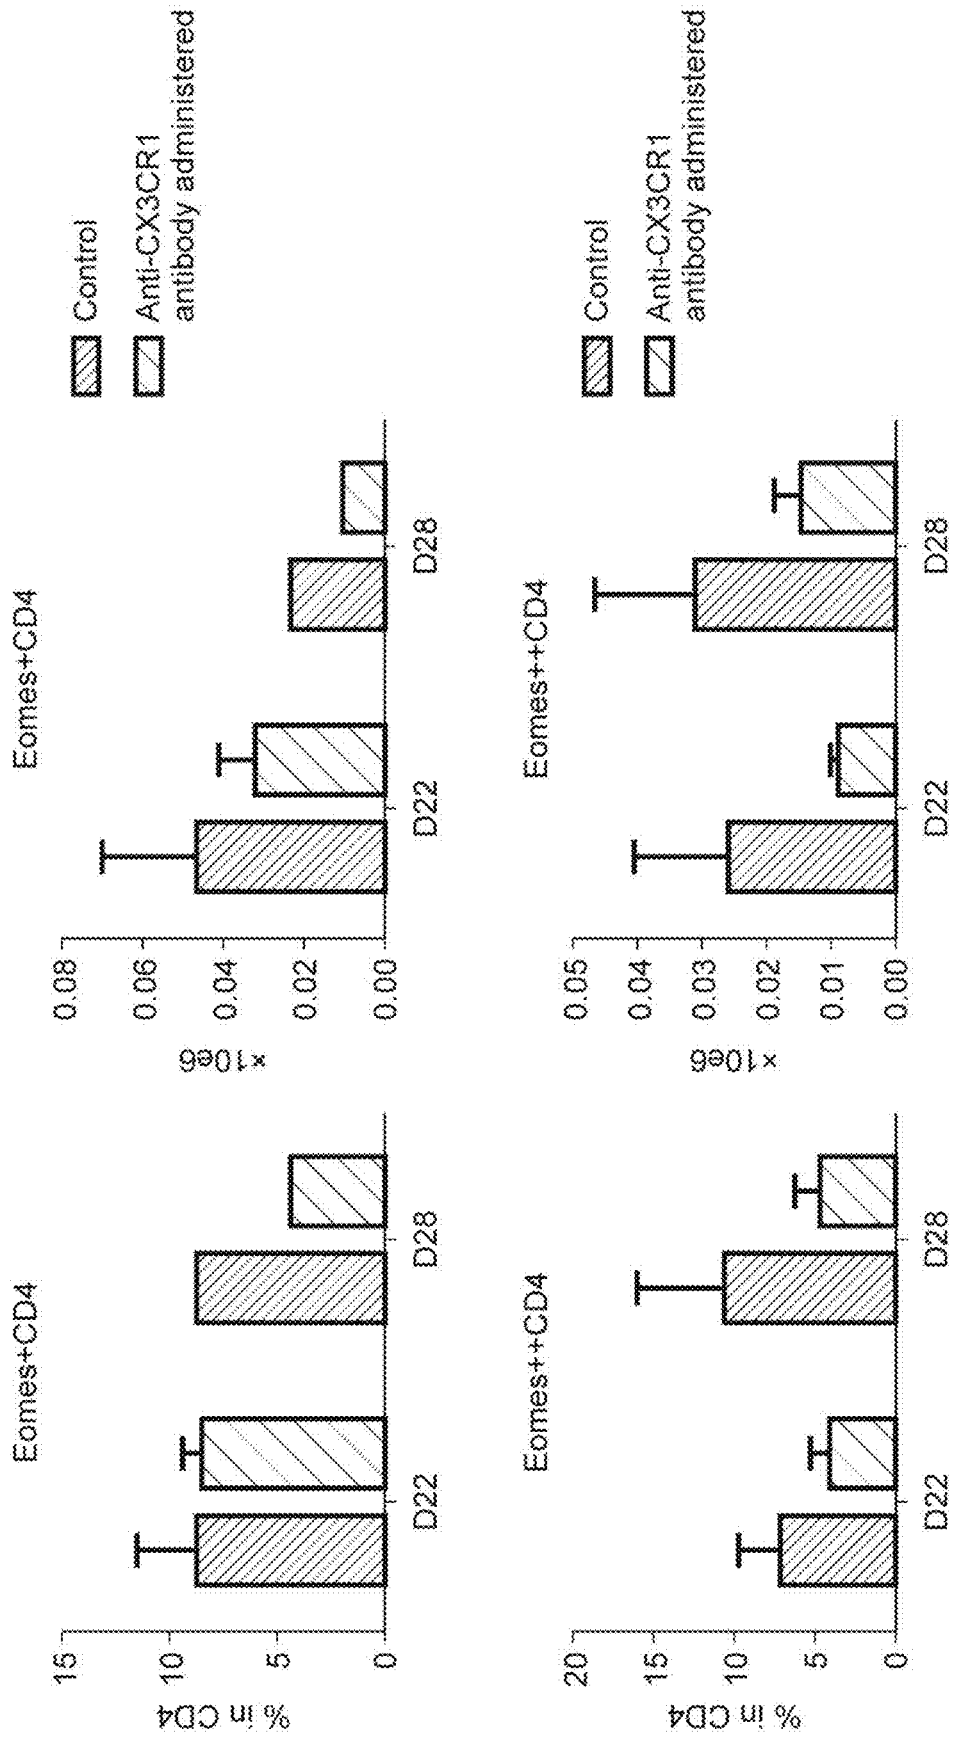 Eomes+CD4
% in CD4
15
10
5
0
D22
D28
Eomes+CD4
×10e6
0.08
0.06
0.04
0.02
0.00
D22
D28
Control
Anti-CX3CR1
antibody administered
Eomes++CD4
% in CD4
20
15
10
5
0
D22
D28
Eomes++CD4
×10e6
0.05
0.04
0.03
0.02
0.01
0.00
D22
D28
Control
Anti-CX3CR1
antibody administered